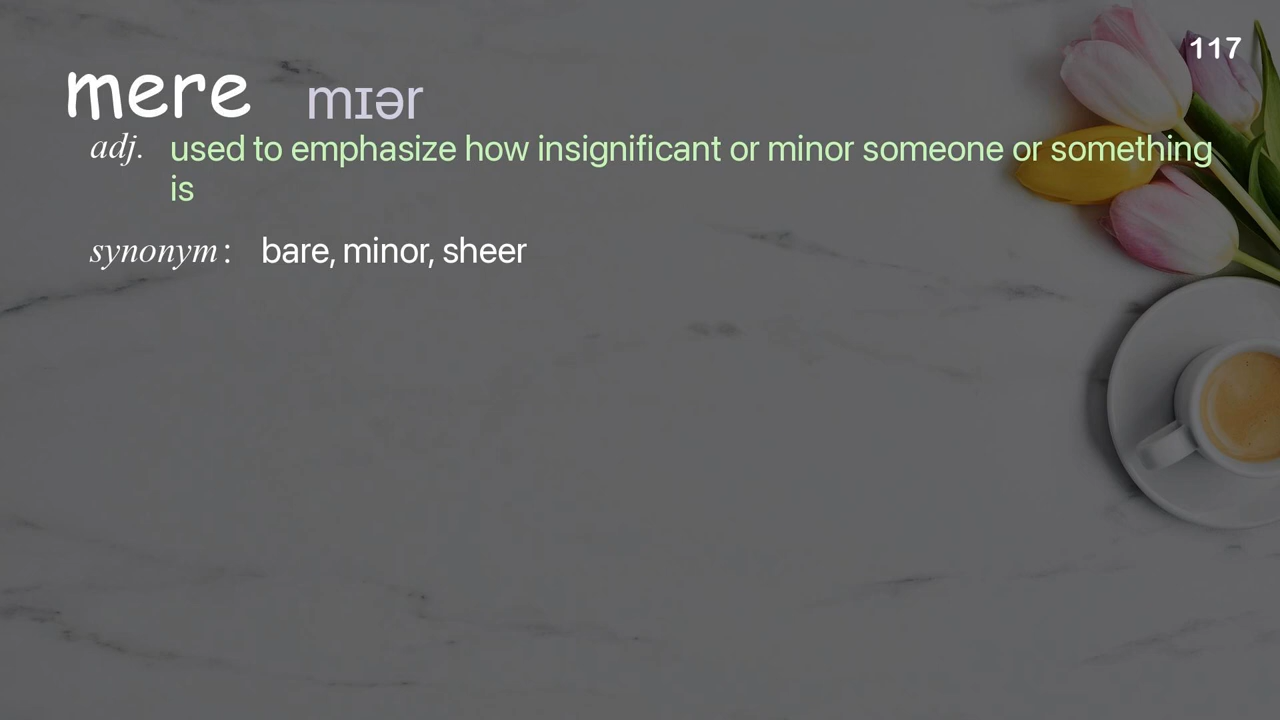 117
mere mɪər
adj. used to emphasize how insignificant or minor someone or something
is
synonym: bare, minor, sheer